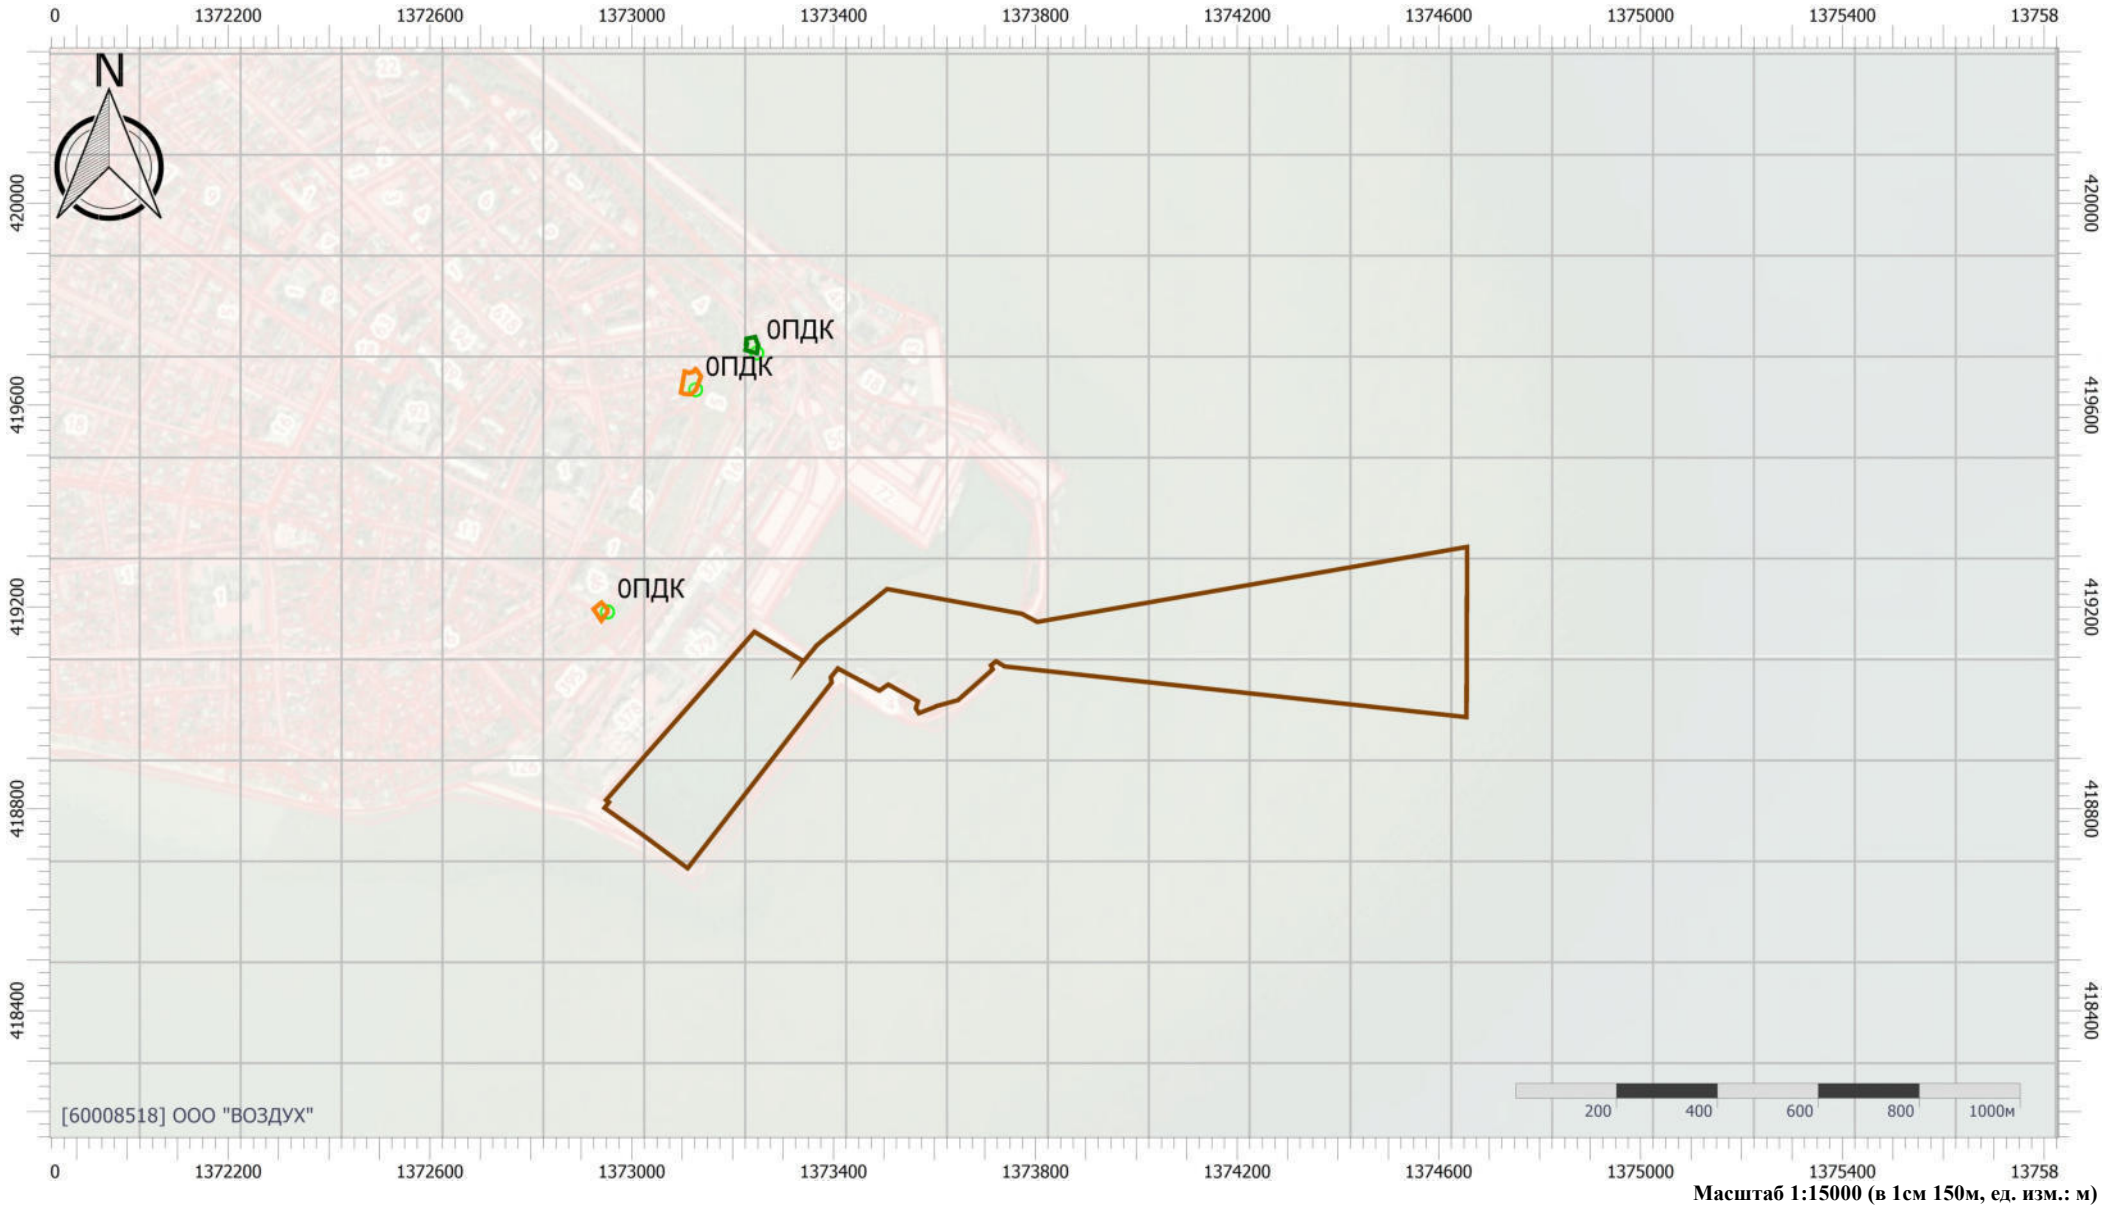 0 1372200 1372600 1373000 1373400 1373800 1374200 1374600 1375000 1375400 13758
N
420000 420000
0ПДК
0ПДК
419600 419600
0ПДК
419200 419200
418800 418800
418400 418400
200 400 600 800 1000м
[60008518] ООО "ВОЗДУХ"
0 1372200 1372600 1373000 1373400 1373800 1374200 1374600 1375000 1375400 13758
Масштаб 1:15000 (в 1см 150м, ед. изм.: м)